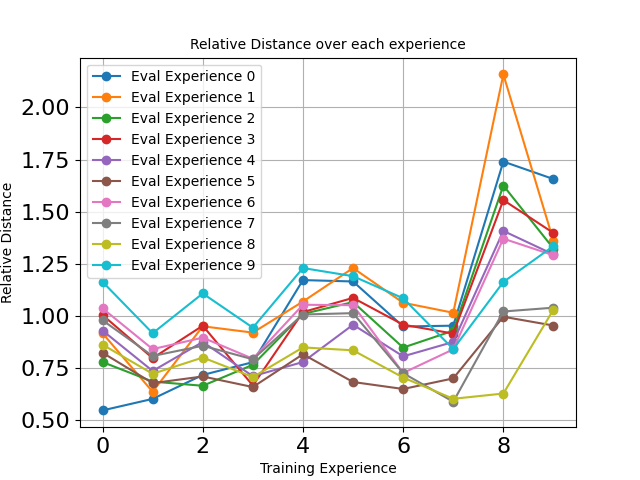 Relative Distance over each experience
Eval Experience 0
Eval Experience 1
Eval Experience 2
Eval Experience 3
Eval Experience 4
Eval Experience 5
Eval Experience 6
Eval Experience 7
Eval Experience 8
Eval Experience 9
Relative Distance
2.00
1.75
1.50
1.25
1.00
0.75
0.50
0 2 4 6 8
Training Experience